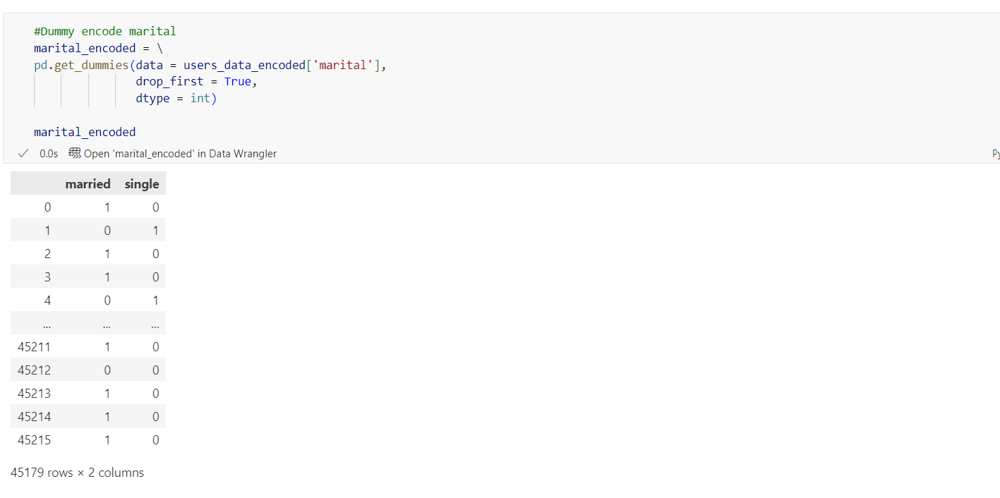 #Dummy encode marital
marital_encoded = \
pd.get_dummies(data = users_data_encoded['marital'],
drop_first = True,
dtype = int)
marital_encoded
0.0s Open 'marital_encoded' in Data Wrangler
Py
married single
0 1 0
1 0 1
2 1 0
3 1 0
4 0 1
... ... ...
45211 1 0
45212 0 0
45213 1 0
45214 1 0
45215 1 0
45179 rows × 2 columns